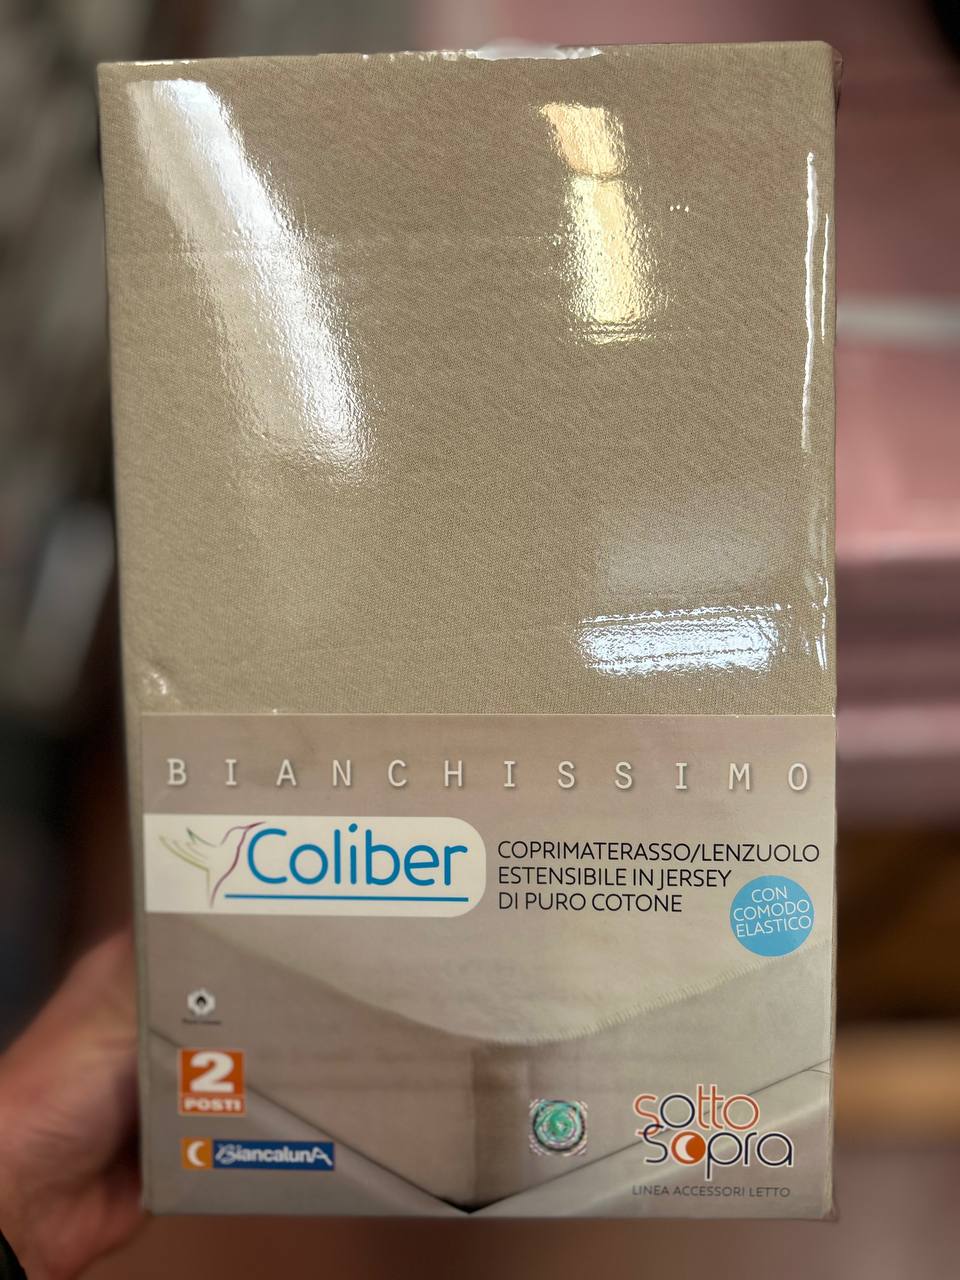 BIANCHISSIMO
Coliber
COPRIMATERASSO/LENZUOLO
ESTENSIBILE IN JERSEY
DI PURO COTONE
CON
COMODO
ELASTICO
2
POSTI
BiancalunA
sotto
sopra
LINEA ACCESSORI LETTO